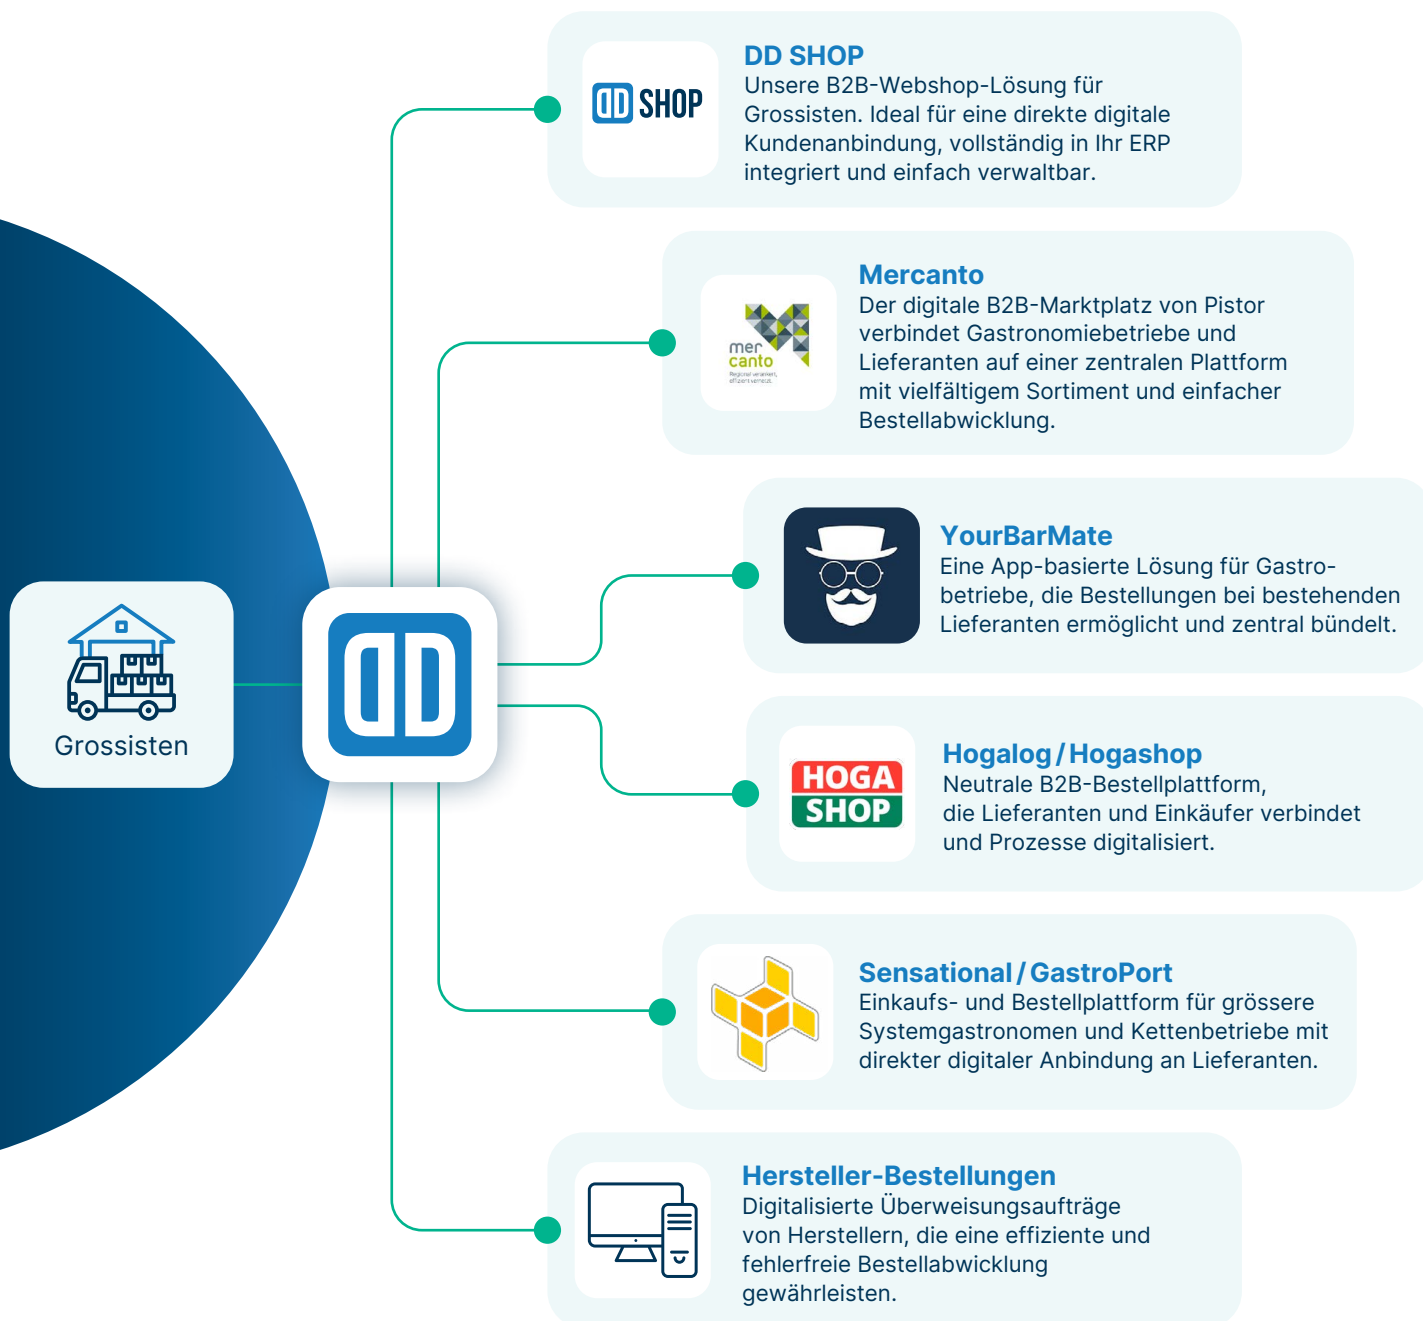 DD SHOP
DD SHOP
Unsere B2B-Webshop-Lösung für
Grossisten. Ideal für eine direkte digitale
Kundenanbindung, vollständig in Ihr ERP
integriert und einfach verwaltbar.
mer
canto
Regional verankert,
effizient vernetzt.
Mercanto
Der digitale B2B-Marktplatz von Pistor
verbindet Gastronomiebetriebe und
Lieferanten auf einer zentralen Plattform
mit vielfältigem Sortiment und einfacher
Bestellabwicklung.
YourBarMate
Eine App-basierte Lösung für Gastro-
betriebe, die Bestellungen bei bestehenden
Lieferanten ermöglicht und zentral bündelt.
Grossisten
DD
HOGA
SHOP
Hogalog / Hogashop
Neutrale B2B-Bestellplattform,
die Lieferanten und Einkäufer verbindet
und Prozesse digitalisiert.
Sensational / GastroPort
Einkaufs- und Bestellplattform für grössere
Systemgastronomen und Kettenbetriebe mit
direkter digitaler Anbindung an Lieferanten.
Hersteller-Bestellungen
Digitalisierte Überweisungsaufträge
von Herstellern, die eine effiziente und
fehlerfreie Bestellabwicklung
gewährleisten.